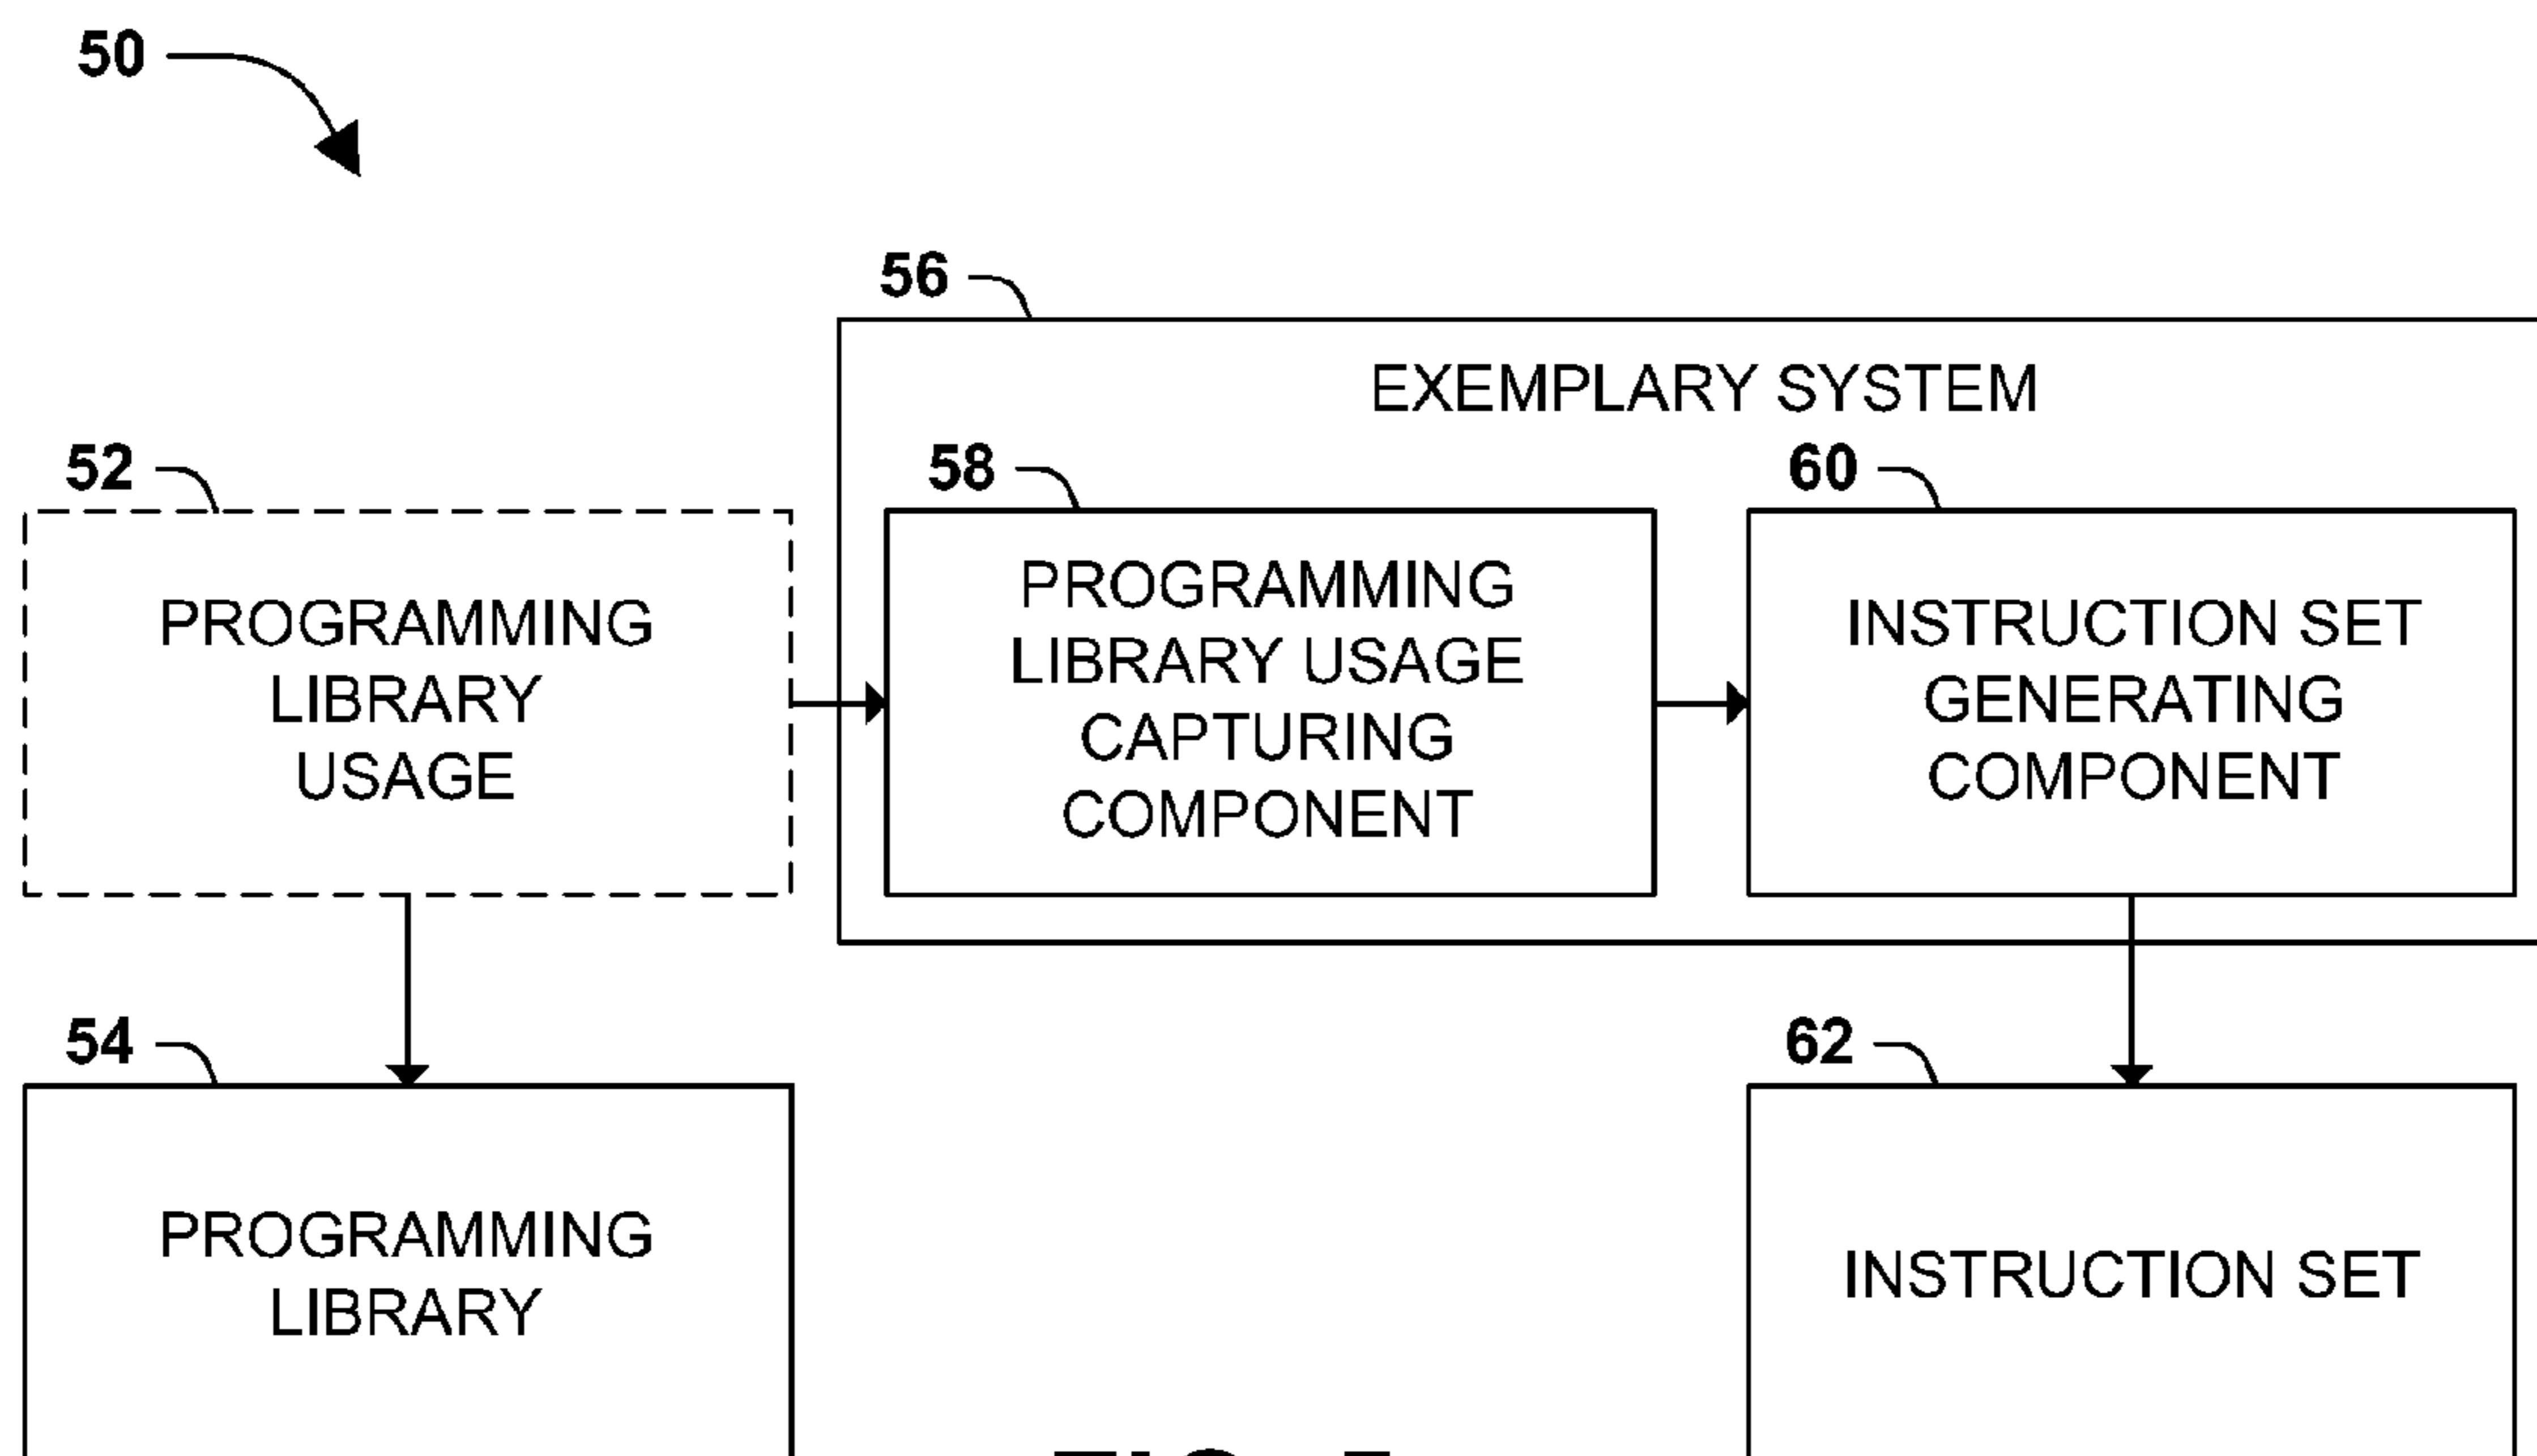 50
56
EXEMPLARY SYSTEM
52
58
60
PROGRAMMING
LIBRARY
USAGE
PROGRAMMING
LIBRARY USAGE
CAPTURING
COMPONENT
INSTRUCTION SET
GENERATING
COMPONENT
54
62
PROGRAMMING
LIBRARY
INSTRUCTION SET